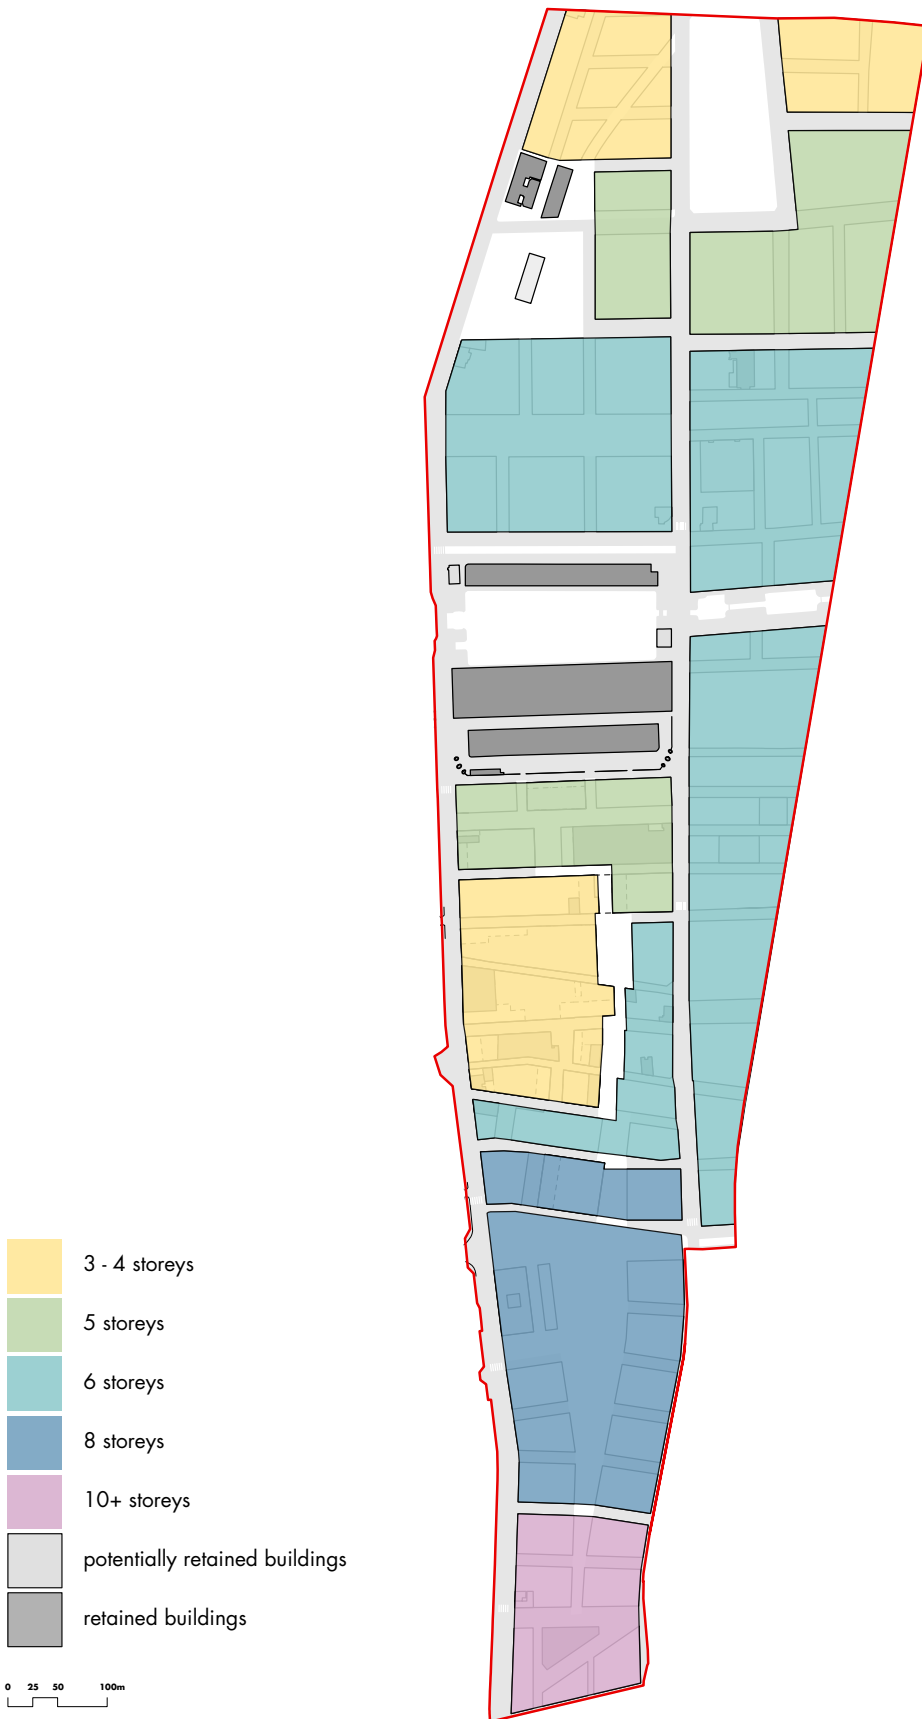 3 - 4 storeys
5 storeys
6 storeys
8 storeys
10+ storeys
potentially retained buildings
retained buildings
0 25 50 100m